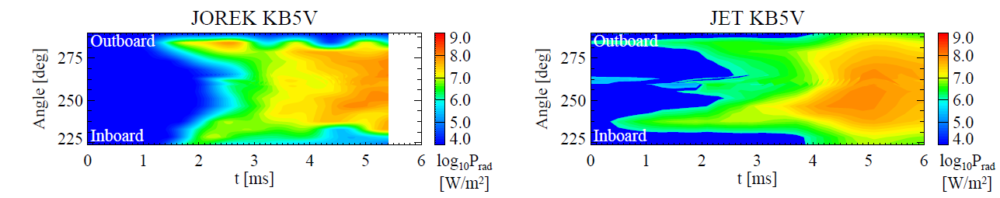 JOREK KB5V
Outboard
Inboard
Angle [deg]
275
250
225
0 1 2 3 4 5 6
t [ms]
9.0
8.0
7.0
6.0
5.0
4.0
log₁₀P_rad
[W/m²]
JET KB5V
Outboard
Inboard
Angle [deg]
275
250
225
0 1 2 3 4 5 6
t [ms]
9.0
8.0
7.0
6.0
5.0
4.0
log₁₀P_rad
[W/m²]